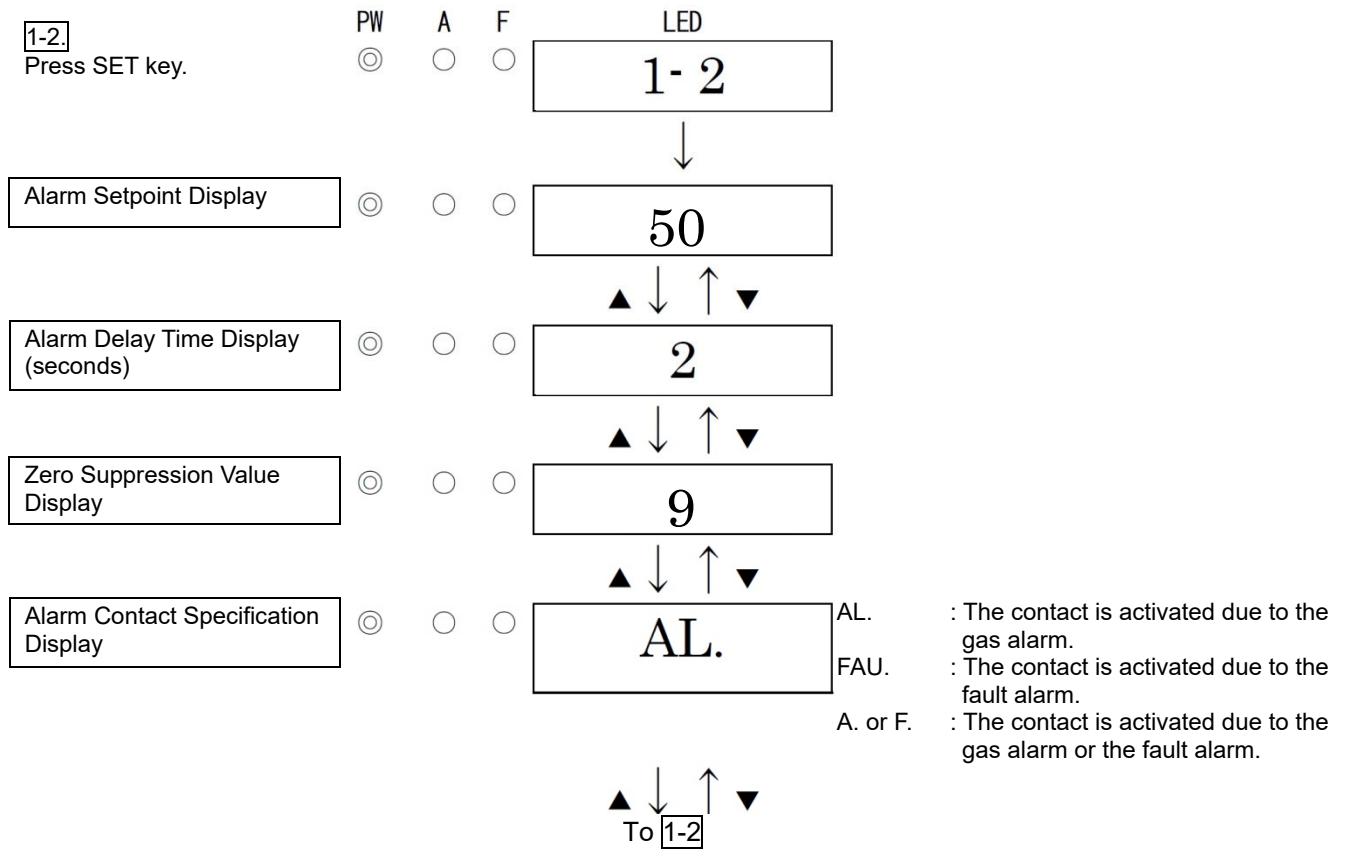 PW A F LED
1-2.
Press SET key.
1- 2
Alarm Setpoint Display
50
Alarm Delay Time Display
(seconds)
2
Zero Suppression Value
Display
9
Alarm Contact Specification
Display
AL.
AL. : The contact is activated due to the
gas alarm.
FAU. : The contact is activated due to the
fault alarm.
A. or F. : The contact is activated due to the
gas alarm or the fault alarm.
To 1-2